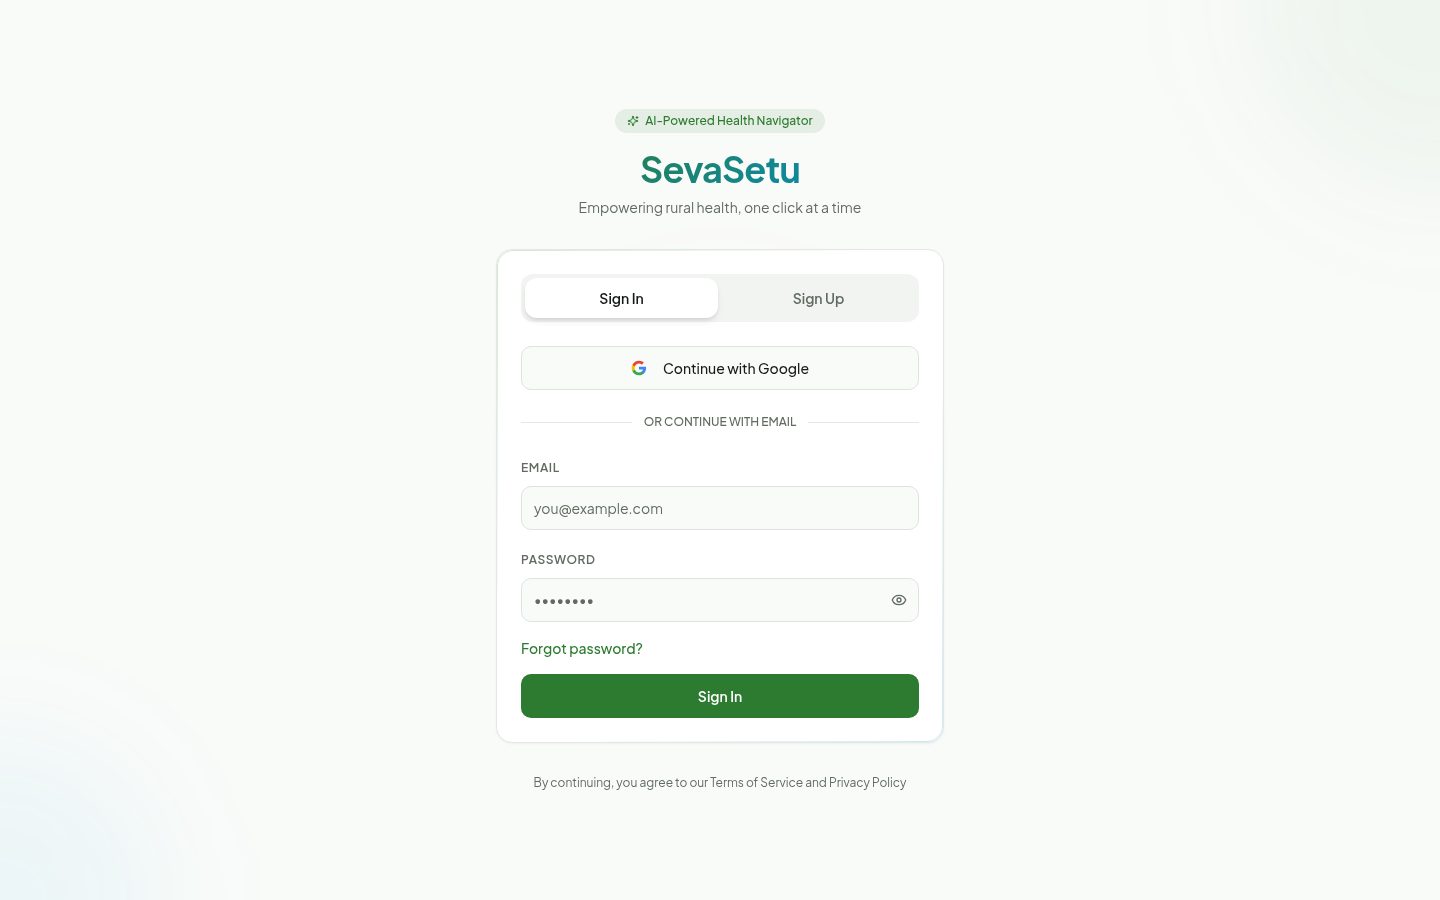 AI-Powered Health Navigator
SevaSetu
Empowering rural health, one click at a time
Sign In
Sign Up
Continue with Google
OR CONTINUE WITH EMAIL
EMAIL
you@example.com
PASSWORD
••••••••
Forgot password?
Sign In
By continuing, you agree to our Terms of Service and Privacy Policy